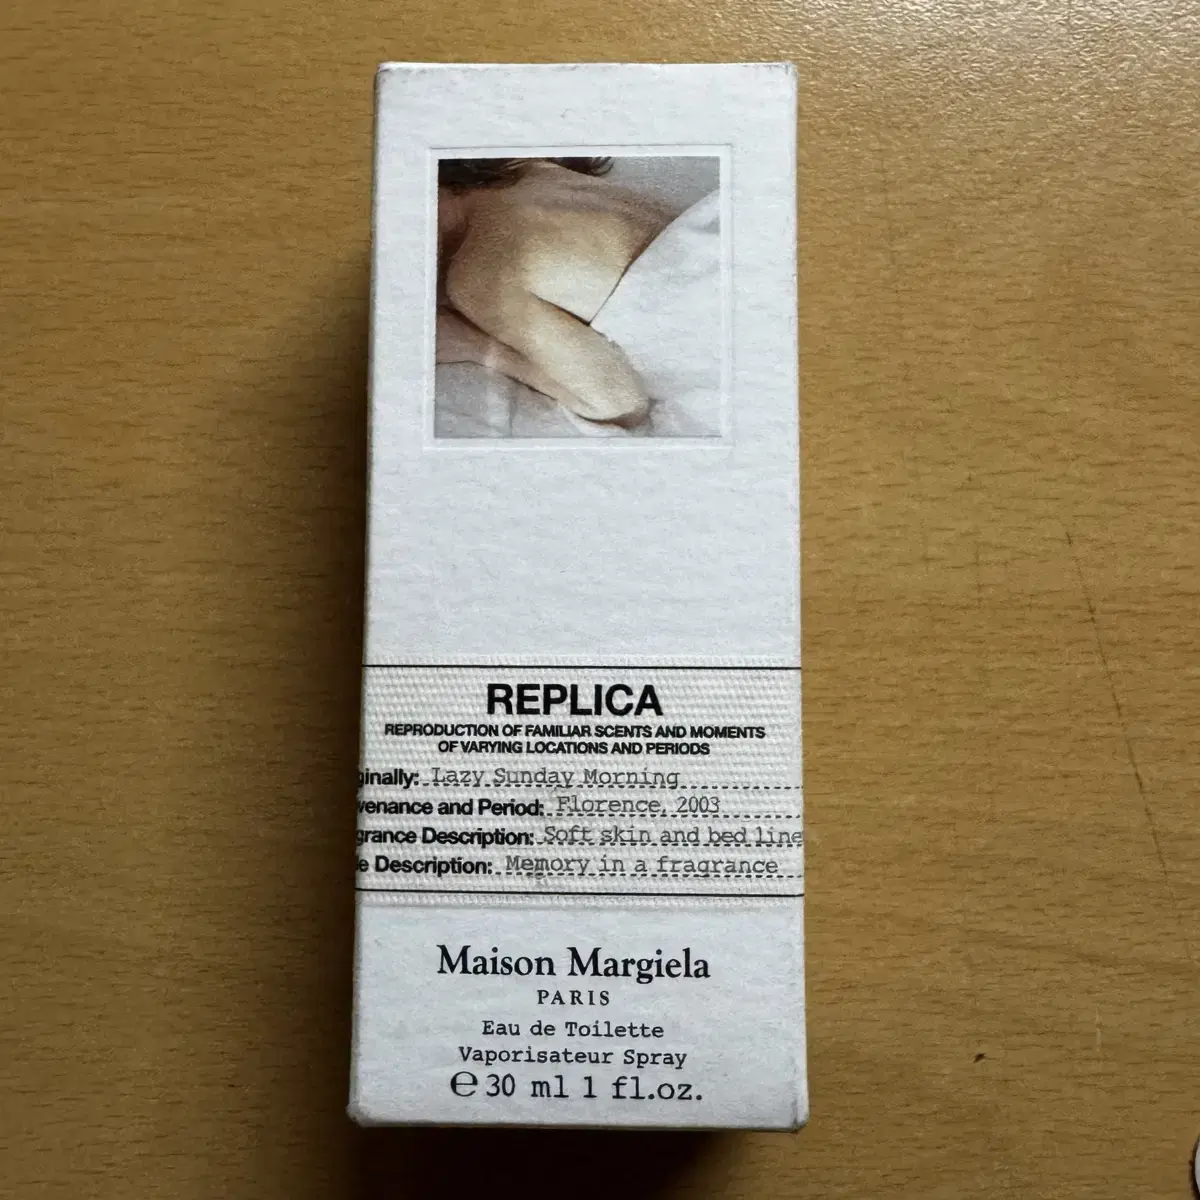 REPLICA
REPRODUCTION OF FAMILIAR SCENTS AND MOMENTS
OF VARYING LOCATIONS AND PERIODS
ginally: Lazy Sunday Morning
venance and Period: Florence, 2003
grance Description: Soft skin and bed line
e Description: Memory in a fragrance
Maison Margiela
PARIS
Eau de Toilette
Vaporisateur Spray
℮ 30 ml 1 fl.oz.